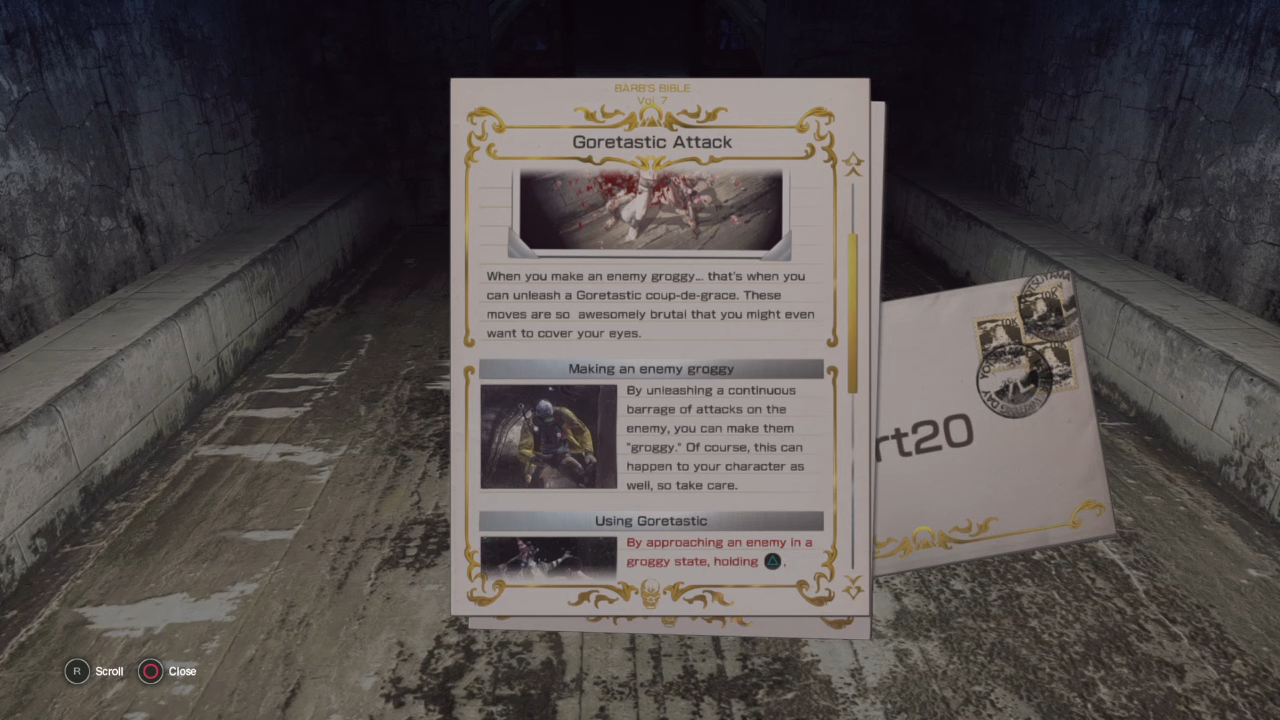 BARB'S BIBLE
Vol. 7
Goretastic Attack
When you make an enemy groggy... that's when you
can unleash a Goretastic coup-de-grace. These
moves are so awesomely brutal that you might even
want to cover your eyes.
Making an enemy groggy
By unleashing a continuous
barrage of attacks on the
enemy, you can make them
"groggy." Of course, this can
happen to your character as
well, so take care.
Using Goretastic
By approaching an enemy in a
groggy state, holding
rt20
R Scroll Close